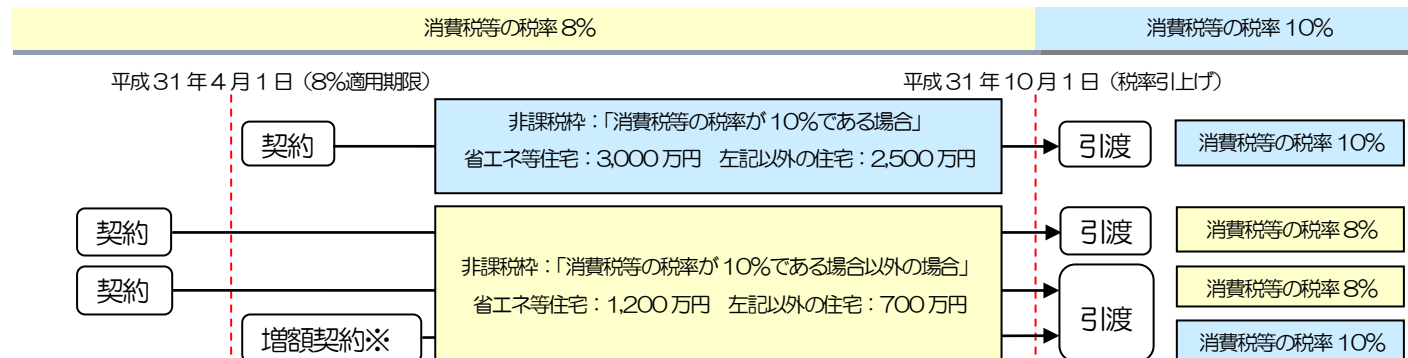 消費税等の税率8% 消費税等の税率10%
平成31年4月1日(8%適用期限) 平成31年10月1日(税率引上げ)
契約
非課税枠:「消費税等の税率が10%である場合」
省エネ等住宅:3,000万円 左記以外の住宅:2,500万円
引渡
消費税等の税率10%
契約
引渡
消費税等の税率8%
契約
非課税枠:「消費税等の税率が10%である場合以外の場合」
省エネ等住宅:1,200万円 左記以外の住宅:700万円
引渡
消費税等の税率8%
増額契約※
消費税等の税率10%